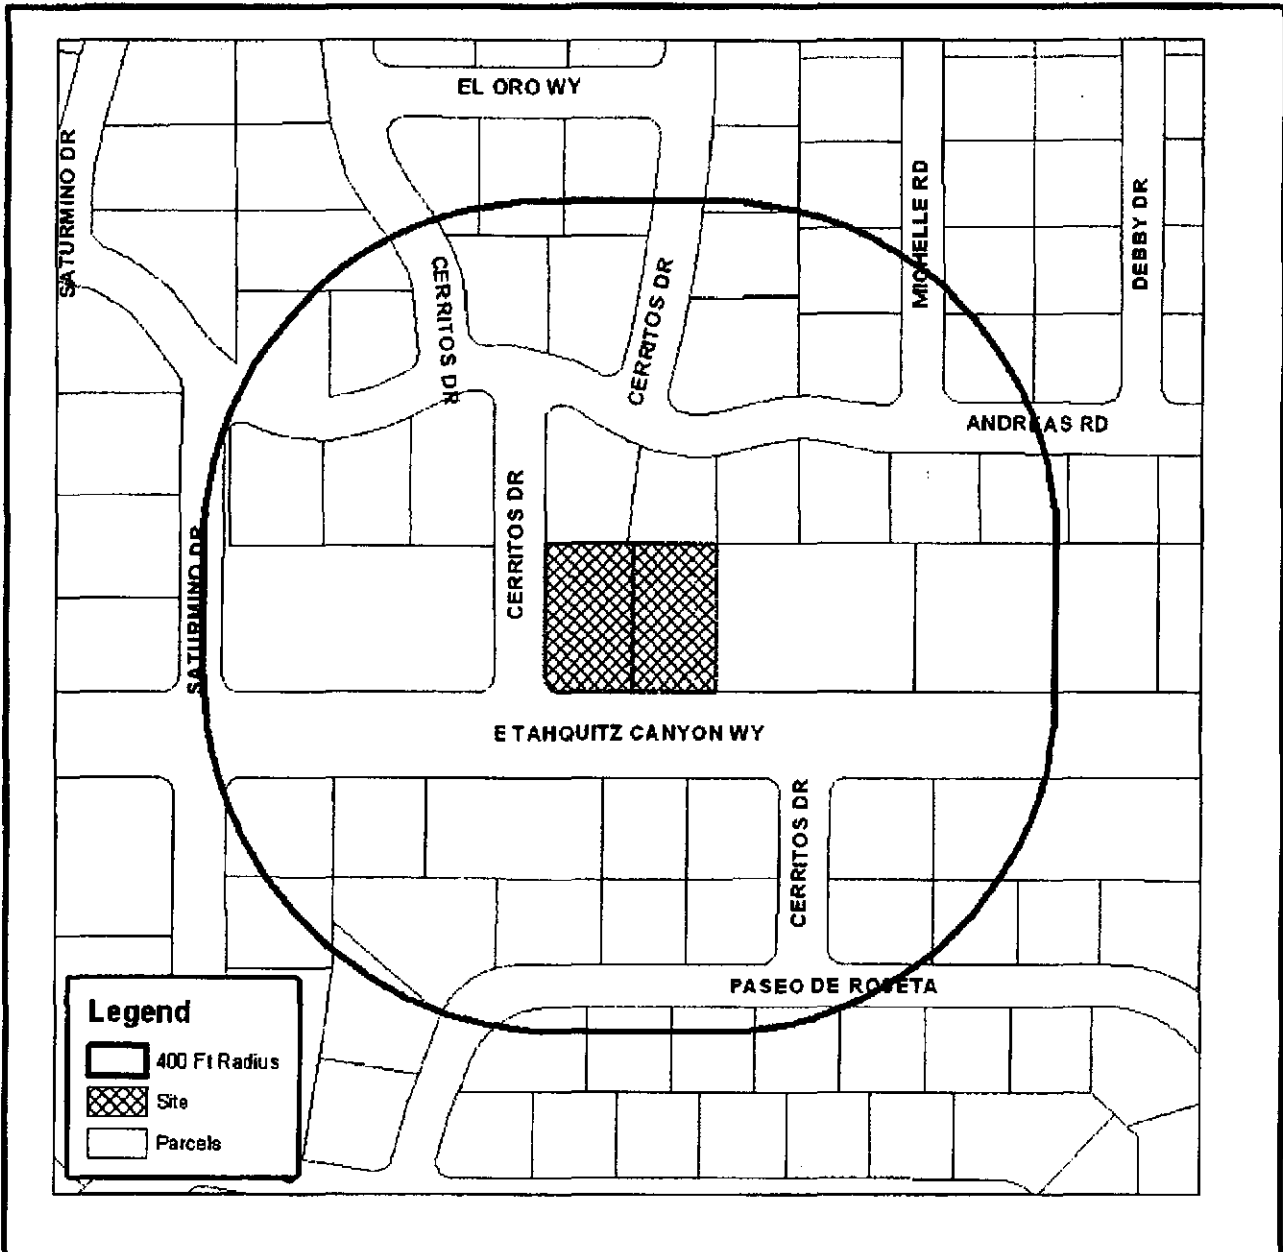 EL ORO WY
SATURMINO DR
MICHELLE RD
DEBBY DR
CERRITOS DR
CERRITOS DR
ANDREAS RD
CERRITOS DR
SATURMINO DR
E TAHQUITZ CANYON WY
CERRITOS DR
PASEO DE ROSETA
Legend
400 Ft Radius
Site
Parcels